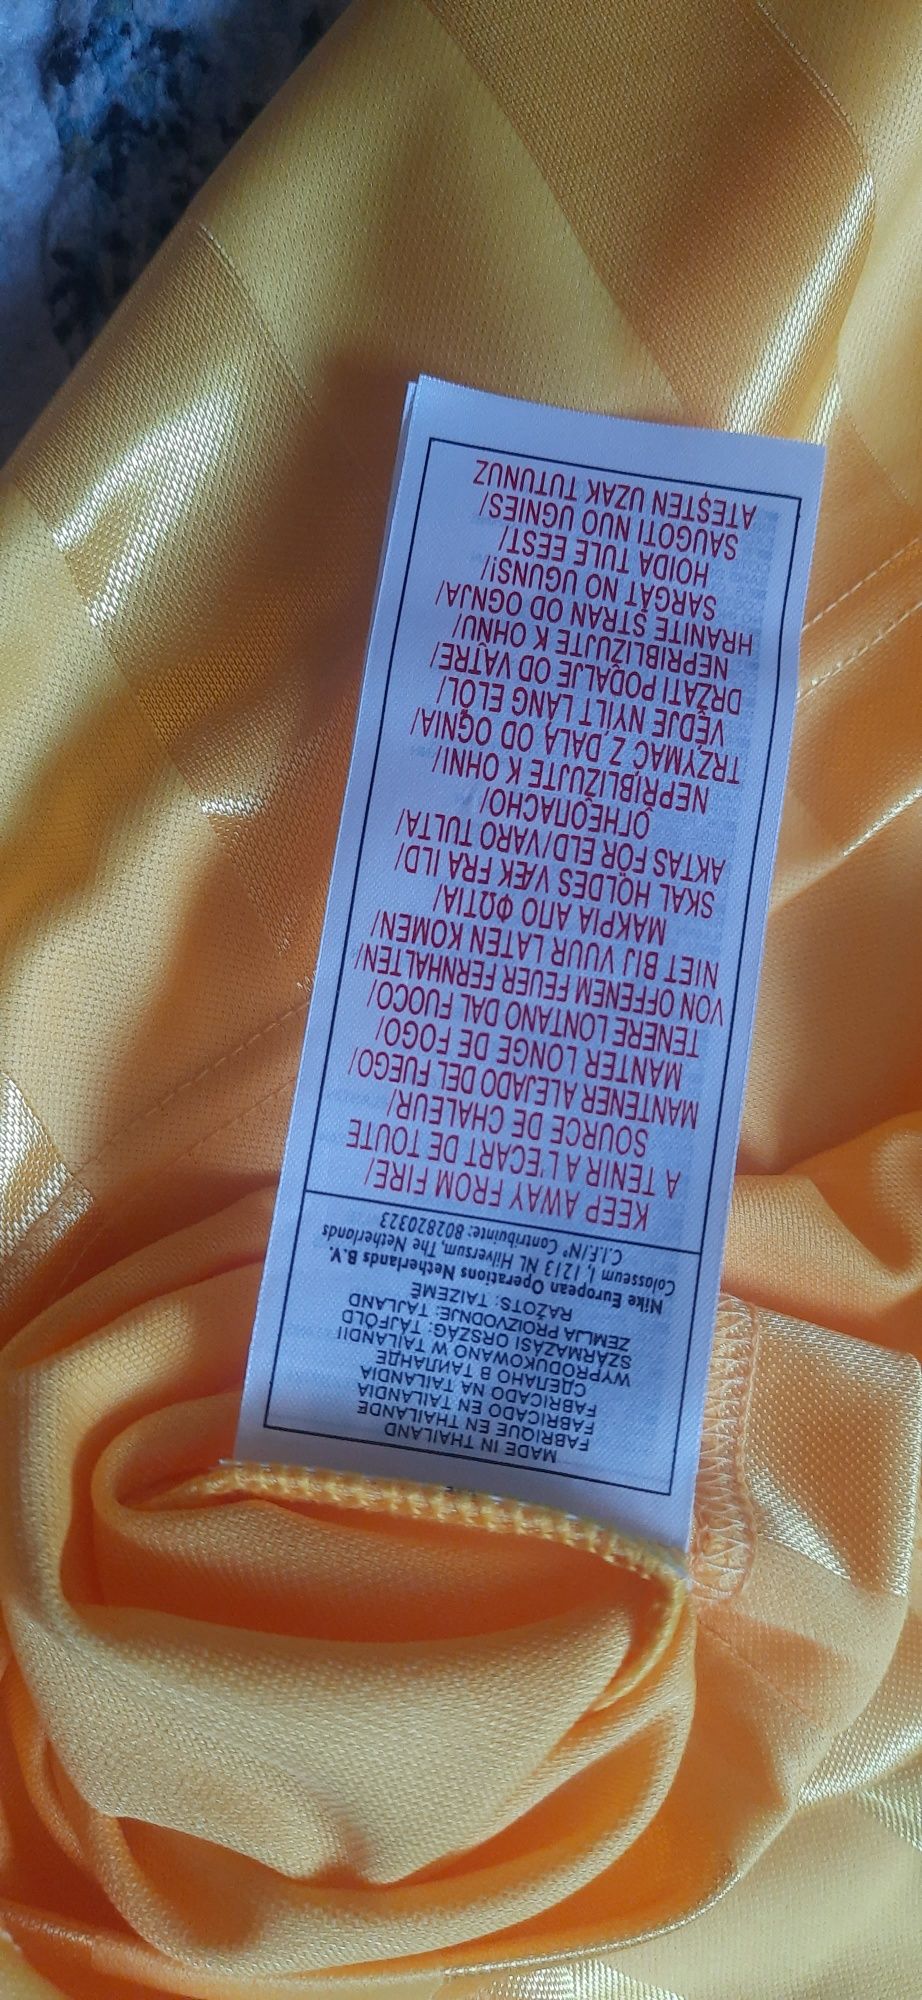 MADE IN THAILAND
FABRIQUE EN THAILANDE
FABRICADO EN TAILANDIA
FABRICADO NA TAILANDIA
СДЕЛАНО В ТАИЛАНДЕ
WYPRODUKOWANO W TAILANDII
SZÁRMAZÁSI ORSZÁG: TAJFÖLD
ZEMLJA PROIZVODNJE: TAJLAND
RAŽOTS: TAIZEMĒ
Nike European Operations Netherlands B.V.
Colosseum 1, 1213 NL Hilversum, The Netherlands
C.I.F./N° Contribuinte: 802820323
KEEP AWAY FROM FIRE/
A TENIR A L'ECART DE TOUTE
SOURCE DE CHALEUR/
MANTENER ALEJADO DEL FUEGO/
MANTER LONGE DE FOGO/
TENERE LONTANO DAL FUOCO/
VON OFFENEM FEUER FERNHALTEN/
NIET BIJ VUUR LATEN KOMEN/
ΜΑΚΡΙΑ ΑΠΟ ΦΩΤΙΑ/
SKAL HOLDES VÆK FRA ILD/
AKTAS FÖR ELD/VARO TULTA/
ОГНЕОПАСНО/
NEPŘIBLIŽUJTE K OHNI/
TRZYMAĆ Z DALA OD OGNIA/
VÉDJE NYÍLT LÁNG ELŐL/
DRŽATI PODALJE OD VATRE/
NEPRIBLIŽUJTE K OHŇU/
HRANITE STRAN OD OGNJA/
SARGĀT NO UGUNS!/
HOIDA TULE EEST/
SAUGOTI NUO UGNIES/
ATEŞTEN UZAK TUTUNUZ